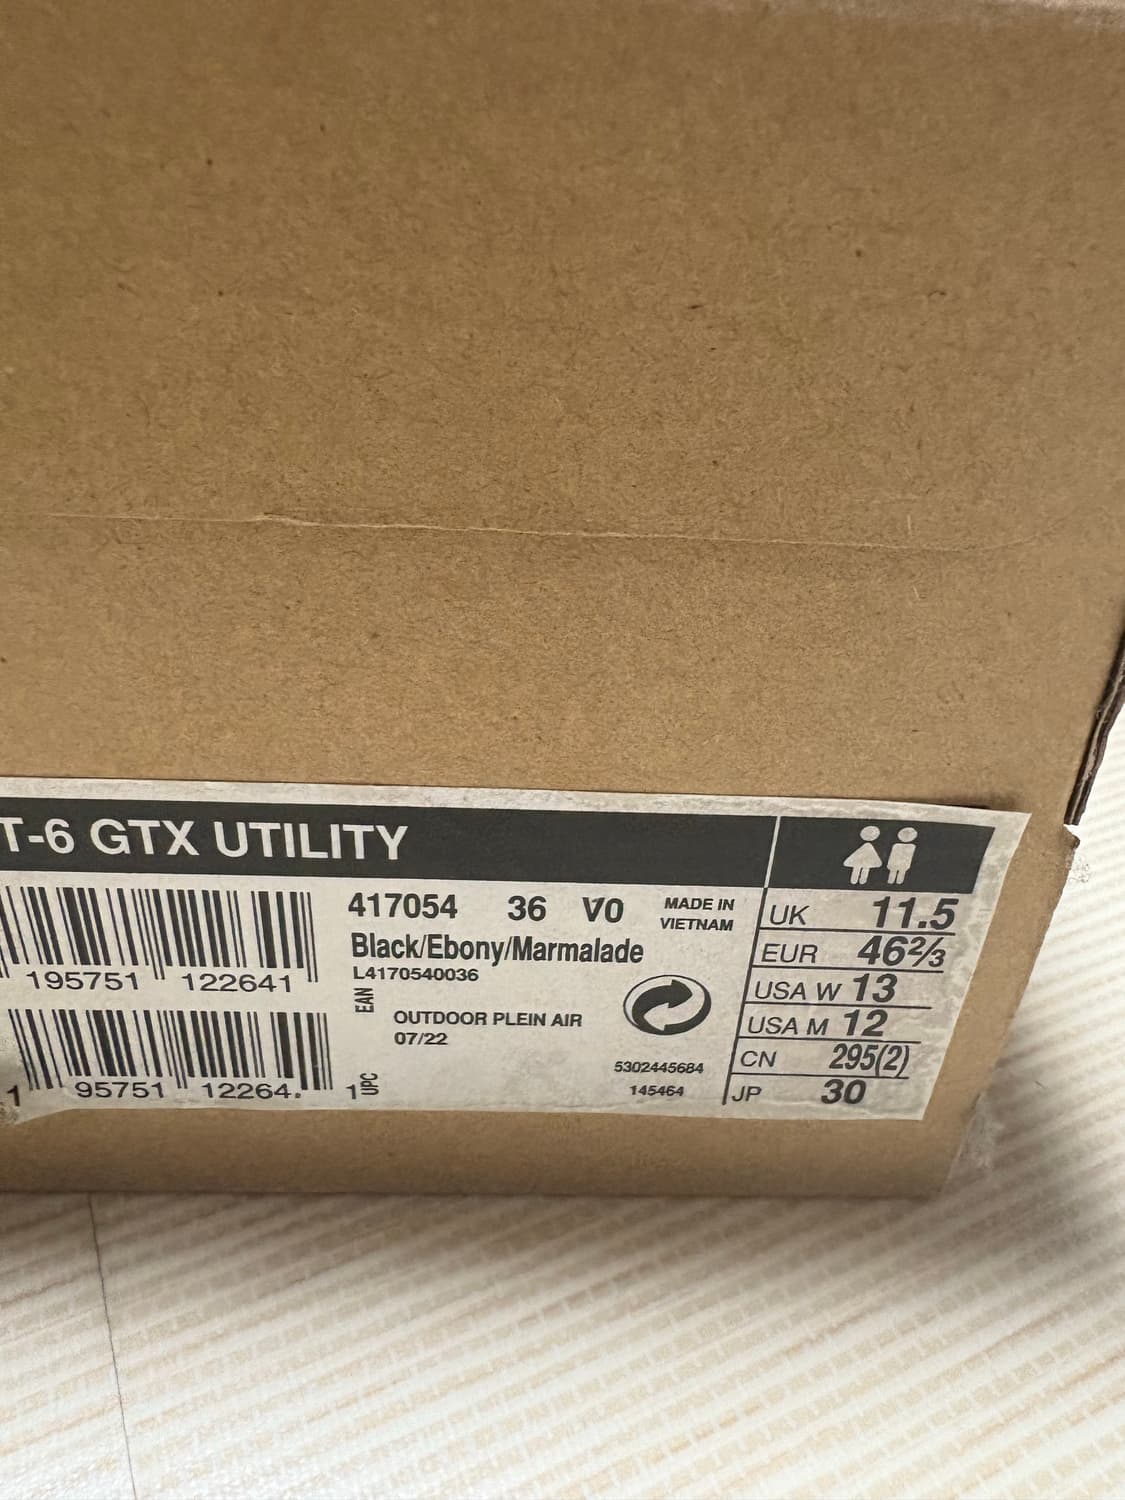 T-6 GTX UTILITY
417054 36 V0 MADE IN VIETNAM
Black/Ebony/Marmalade
L4170540036
195751 122641
EAN
OUTDOOR PLEIN AIR
07/22
5302445684
145464
1 95751 12264. 1
UPC
UK 11.5
EUR 46⅔
USA W 13
USA M 12
CN 295(2)
JP 30